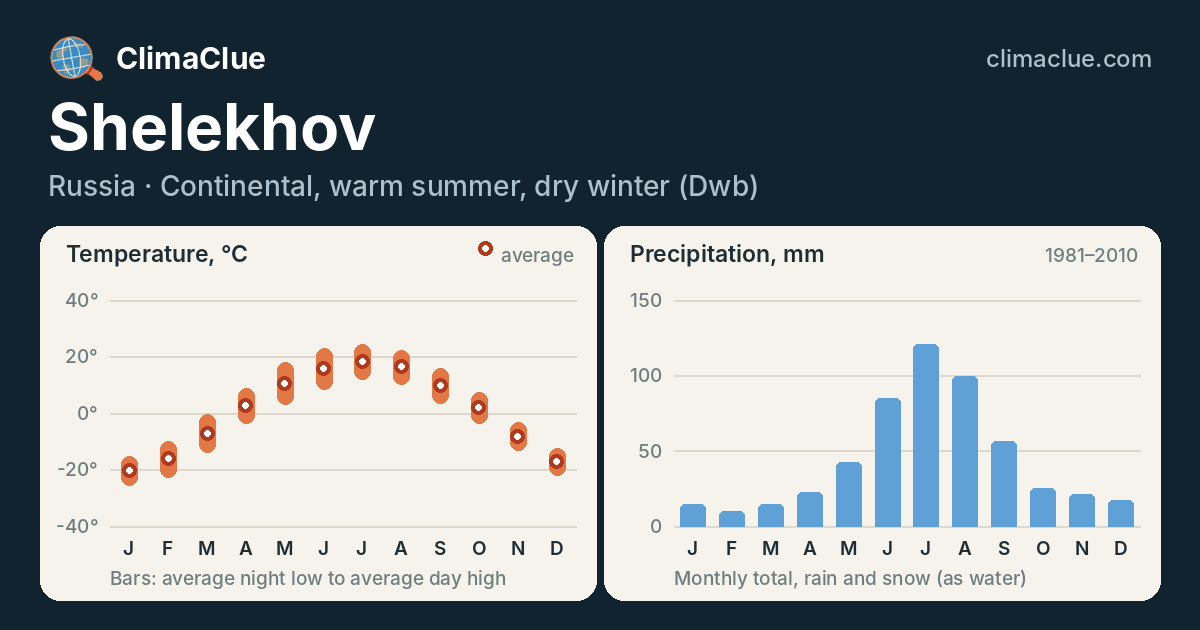 ClimaClue
climaclue.com
Shelekhov
Russia · Continental, warm summer, dry winter (Dwb)
Temperature, °C
average
40°
20°
0°
-20°
-40°
J F M A M J J A S O N D
Bars: average night low to average day high
Precipitation, mm
1981–2010
150
100
50
0
J F M A M J J A S O N D
Monthly total, rain and snow (as water)